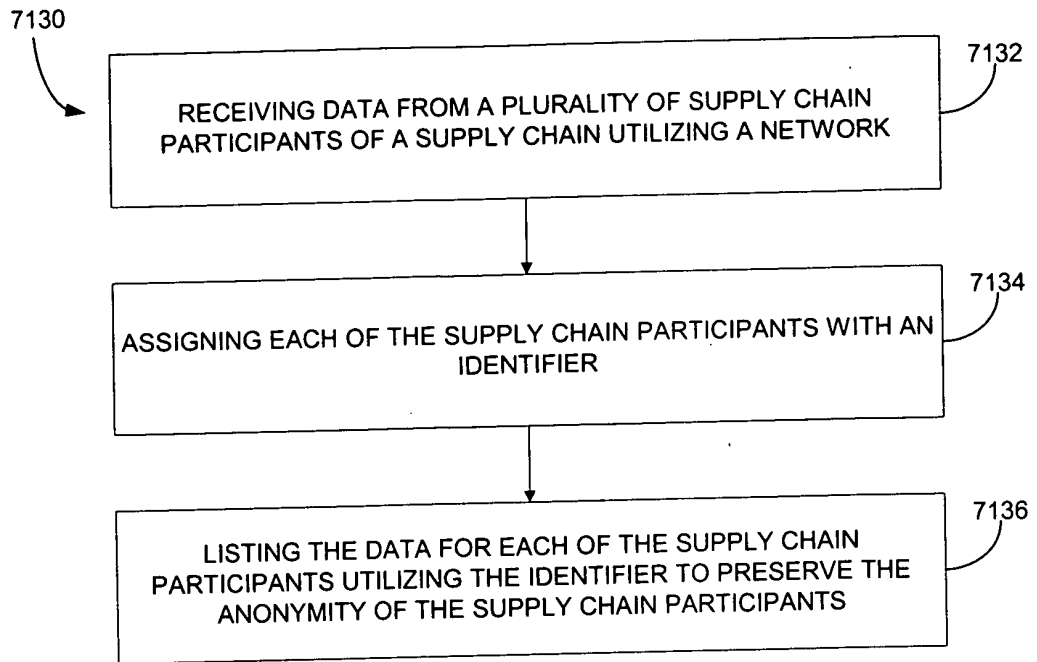 7130
7132
RECEIVING DATA FROM A PLURALITY OF SUPPLY CHAIN
PARTICIPANTS OF A SUPPLY CHAIN UTILIZING A NETWORK
7134
ASSIGNING EACH OF THE SUPPLY CHAIN PARTICIPANTS WITH AN
IDENTIFIER
7136
LISTING THE DATA FOR EACH OF THE SUPPLY CHAIN
PARTICIPANTS UTILIZING THE IDENTIFIER TO PRESERVE THE
ANONYMITY OF THE SUPPLY CHAIN PARTICIPANTS